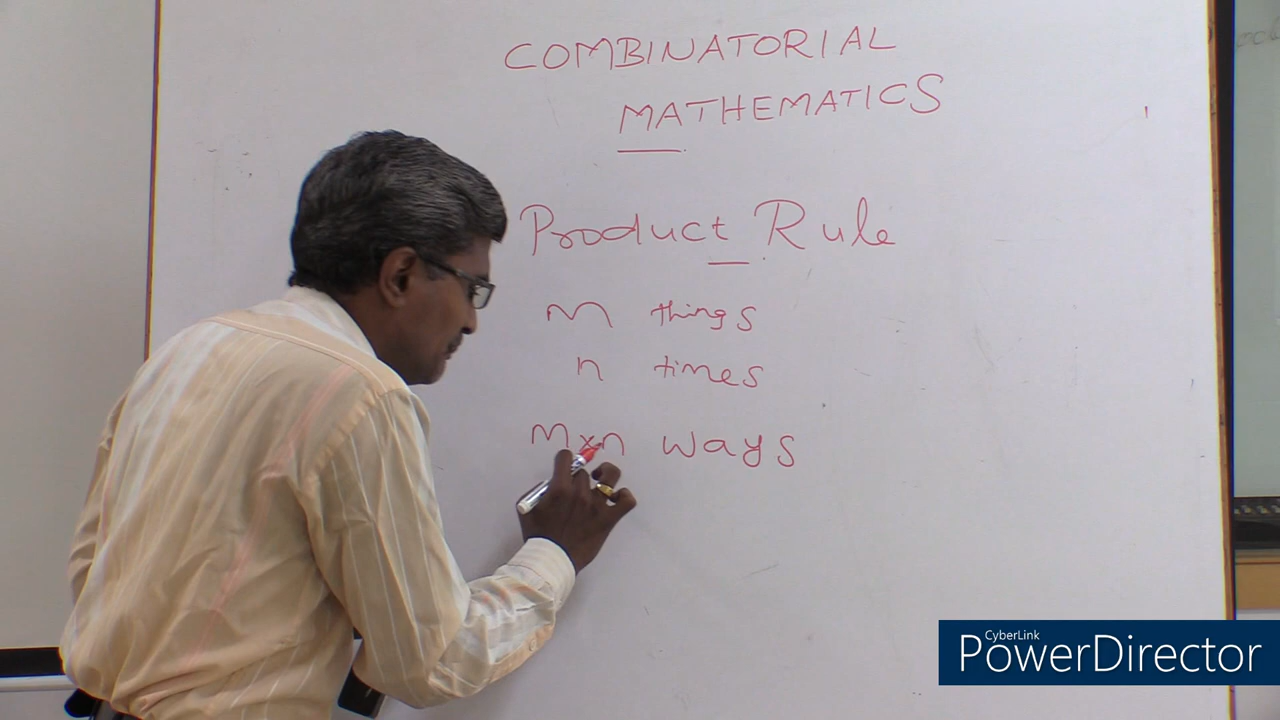 COMBINATORIAL
MATHEMATICS
Product Rule
m things
n times
m×n ways
CyberLink
PowerDirector